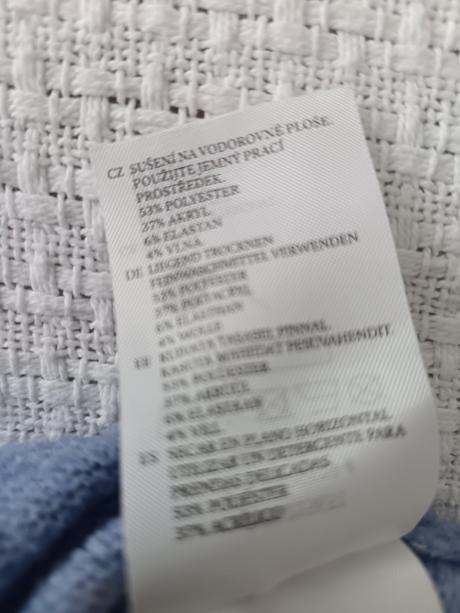 CZ SUŠENÍ NA VODOROVNÉ PLOŠE.
POUŽIJTE JEMNÝ PRACÍ
PROSTŘEDEK.
53% POLYESTER
37% AKRYL
6% ELASTAN
4% VLNA
DE LIEGEND TROCKNEN
FEINWASCHMITTEL VERWENDEN
53% POLYESTER
37% POLYACRYL
6% ELASTHAN
4% WOLLE
KUIVATA TASASEL PINNAL.
PESUVAHENDIT
53% POLÜESTER
37% AKRÜÜL
6% ELASTAAN
4% VILL
ES SECAR EN PLANO HORIZONTAL
UTILIZAR UN DETERGENTE PARA
PRENDAS DELICADAS
53% POLIÉSTER
37% ACRÍLICO